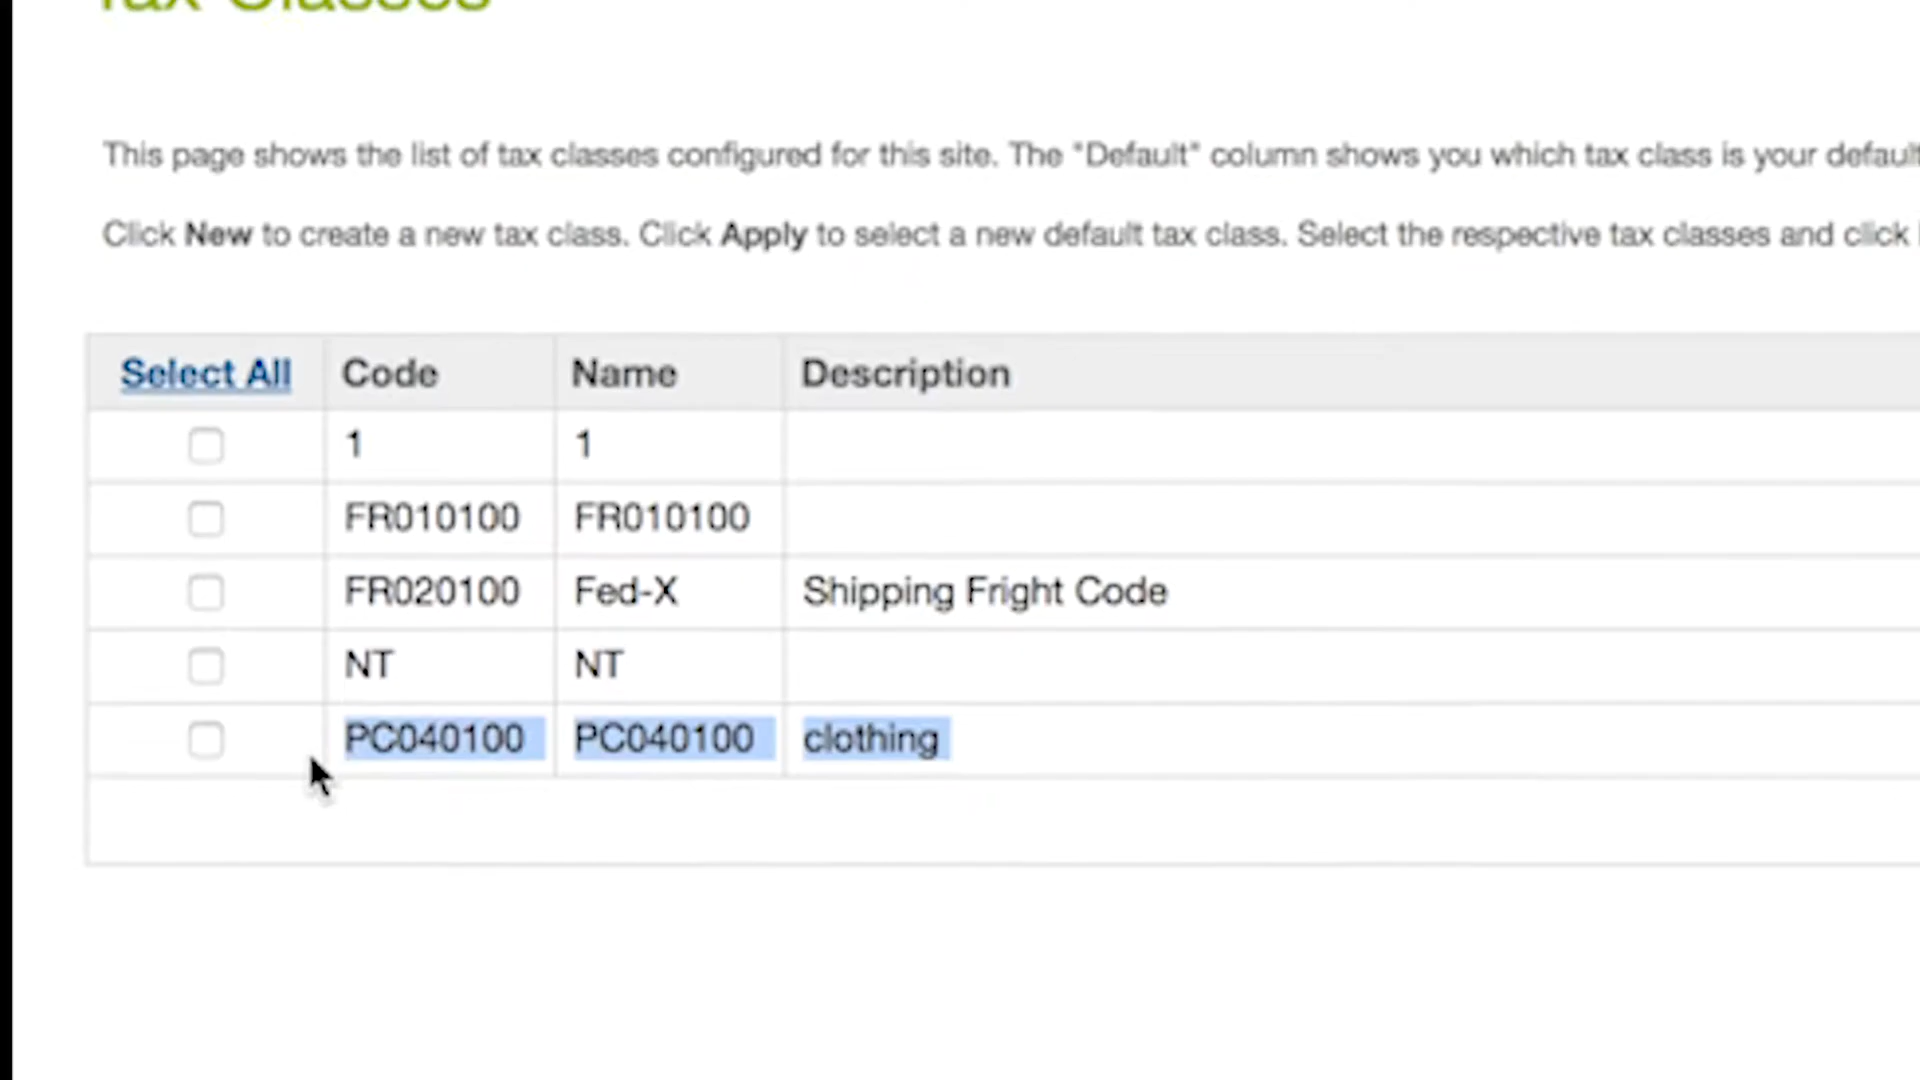 Tax Classes
This page shows the list of tax classes configured for this site. The "Default" column shows you which tax class is your default
Click New to create a new tax class. Click Apply to select a new default tax class. Select the respective tax classes and click
Select All Code Name Description
1 1
FR010100 FR010100
FR020100 Fed-X Shipping Fright Code
NT NT
PC040100 PC040100 clothing